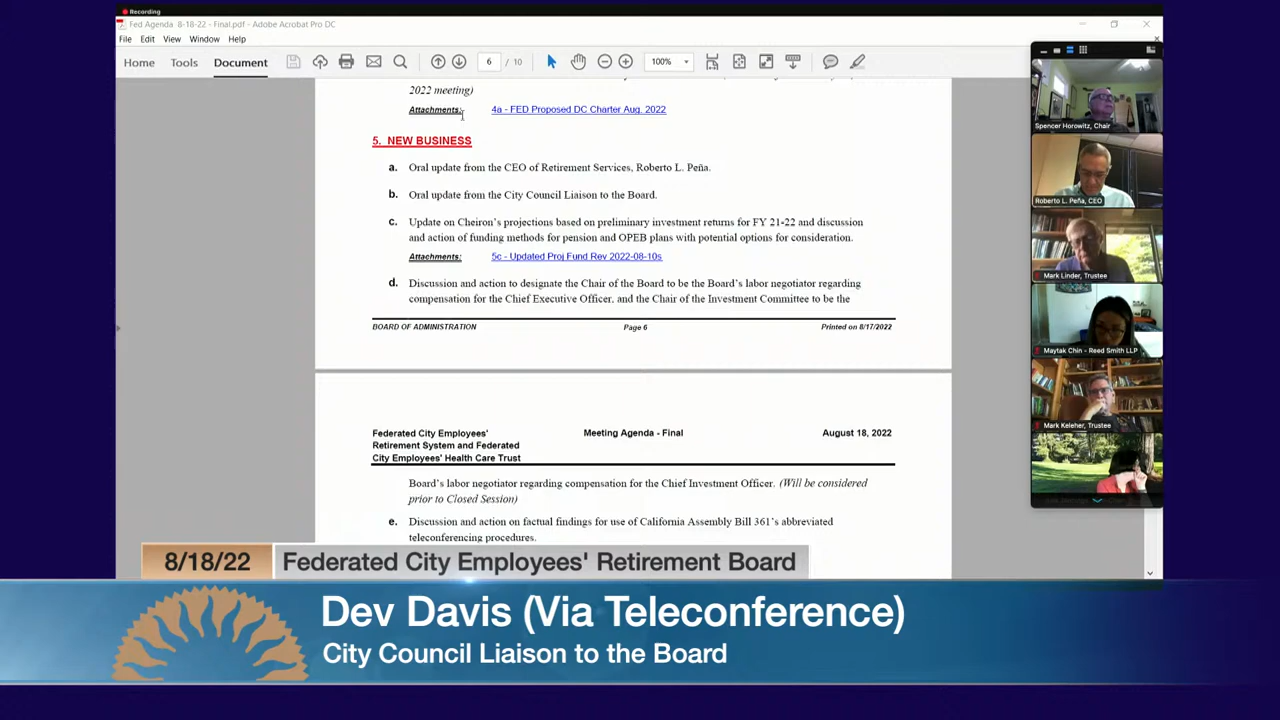 Recording
Fed Agenda 8-18-22 - Final.pdf - Adobe Acrobat Pro DC
File Edit View Window Help
Home Tools Document 6 / 10 100%
2022 meeting)
Attachments: 4a - FED Proposed DC Charter Aug. 2022
5. NEW BUSINESS
a. Oral update from the CEO of Retirement Services, Roberto L. Peña.
b. Oral update from the City Council Liaison to the Board.
c. Update on Cheiron's projections based on preliminary investment returns for FY 21-22 and discussion
and action of funding methods for pension and OPEB plans with potential options for consideration.
Attachments: 5c - Updated Proj Fund Rev 2022-08-10s
d. Discussion and action to designate the Chair of the Board to be the Board's labor negotiator regarding
compensation for the Chief Executive Officer, and the Chair of the Investment Committee to be the
BOARD OF ADMINISTRATION Page 6 Printed on 8/17/2022
Federated City Employees' Meeting Agenda - Final August 18, 2022
Retirement System and Federated
City Employees' Health Care Trust
Board's labor negotiator regarding compensation for the Chief Investment Officer. (Will be considered
prior to Closed Session)
e. Discussion and action on factual findings for use of California Assembly Bill 361's abbreviated
teleconferencing procedures.
Spencer Horowitz, Chair
Roberto L. Peña, CEO
Mark Linder, Trustee
Maytak Chin - Reed Smith LLP
Mark Keleher, Trustee
8/18/22 Federated City Employees' Retirement Board
Dev Davis (Via Teleconference)
City Council Liaison to the Board